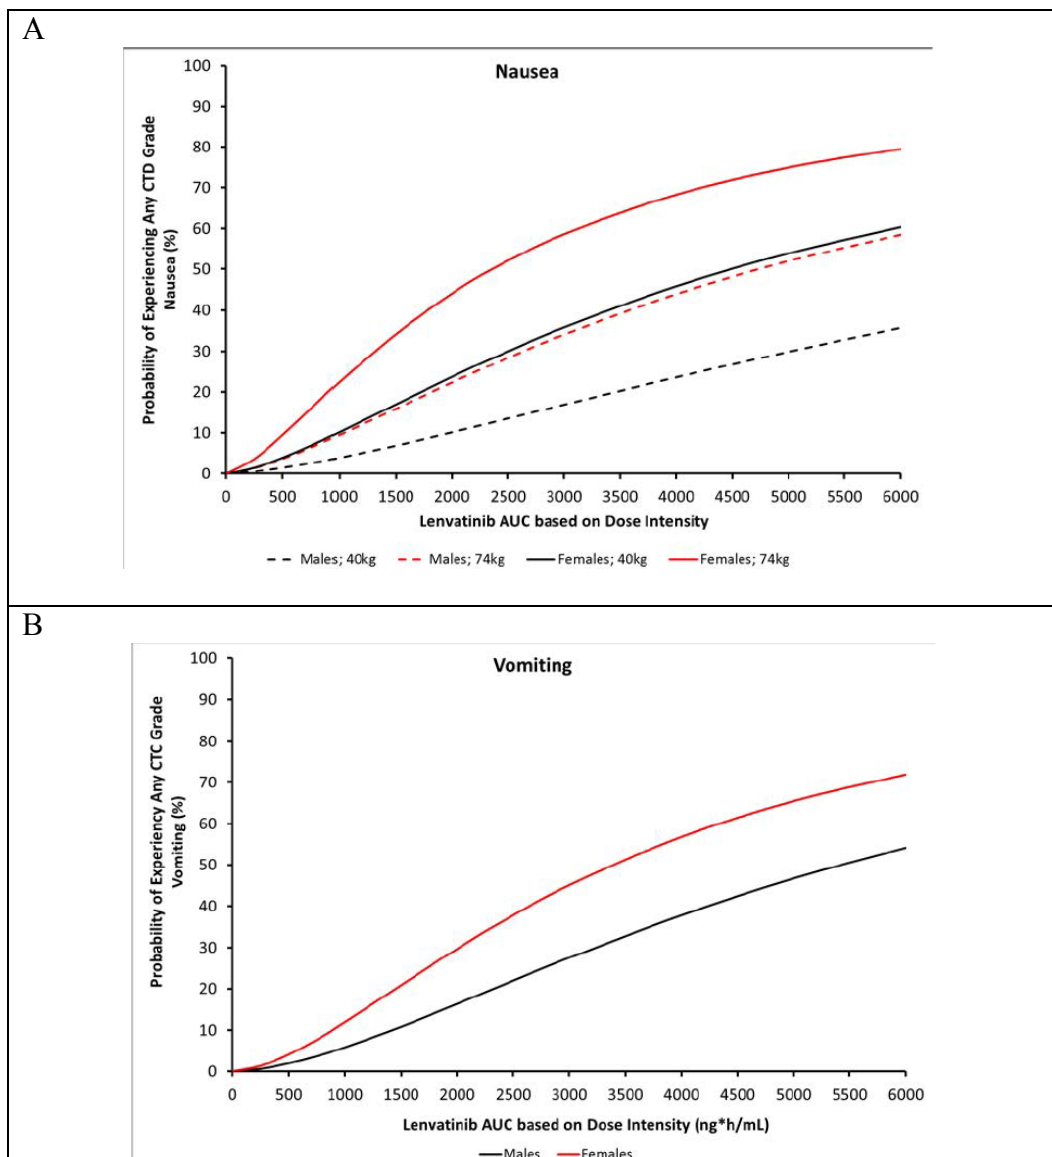 A
Nausea
Probability of Experiencing Any CTD Grade
Nausea (%)
100
90
80
70
60
50
40
30
20
10
0
0 500 1000 1500 2000 2500 3000 3500 4000 4500 5000 5500 6000
Lenvatinib AUC based on Dose Intensity
Males; 40kg Males; 74kg Females; 40kg Females; 74kg
B
Vomiting
Probability of Experiency Any CTC Grade
Vomiting (%)
100
90
80
70
60
50
40
30
20
10
0
0 500 1000 1500 2000 2500 3000 3500 4000 4500 5000 5500 6000
Lenvatinib AUC based on Dose Intensity (ng*h/mL)
Males Females